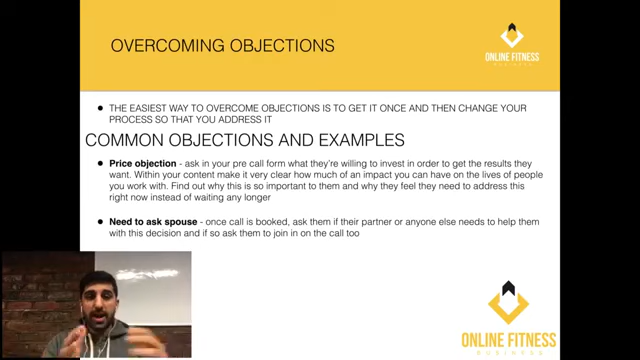 OVERCOMING OBJECTIONS
ONLINE FITNESS
BUSINESS
• THE EASIEST WAY TO OVERCOME OBJECTIONS IS TO GET IT ONCE AND THEN CHANGE YOUR
PROCESS SO THAT YOU ADDRESS IT
COMMON OBJECTIONS AND EXAMPLES
• Price objection - ask in your pre call form what they're willing to invest in order to get the results they
want. Within your content make it very clear how much of an impact you can have on the lives of people
you work with. Find out why this is so important to them and why they feel they need to address this
right now instead of waiting any longer
• Need to ask spouse - once call is booked, ask them if their partner or anyone else needs to help them
with this decision and if so ask them to join in on the call too
ONLINE FITNESS
BUSINESS